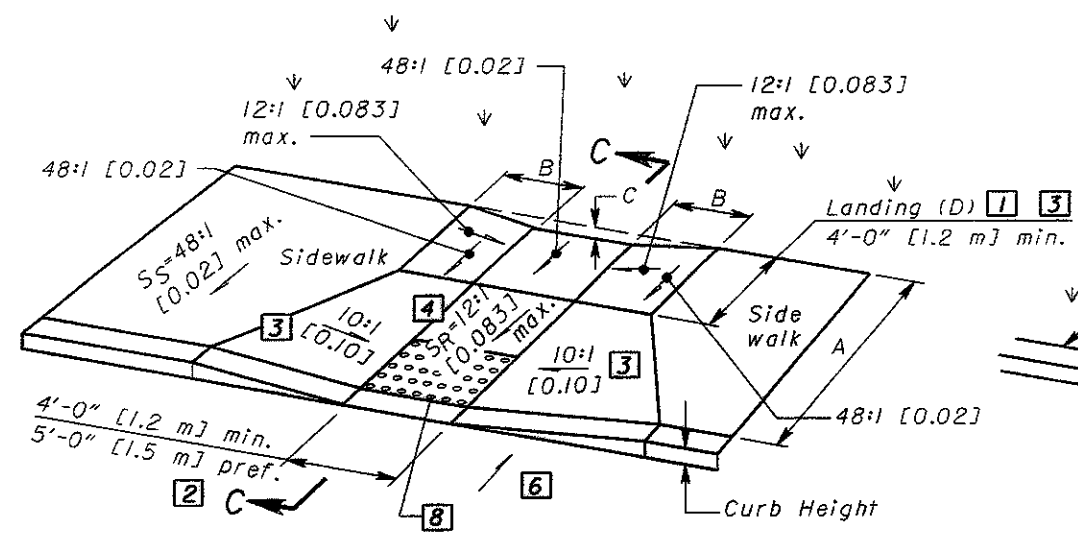 48:1 [0.02]
12:1 [0.083]
max.
12:1 [0.083]
max.
C
B
C
B
48:1 [0.02]
Landing (D) 1 3
4'-0" [1.2 m] min.
SS=48:1
[0.02] max.
Sidewalk
Side
walk
A
4
SR=12:1
[0.083]
max.
3
10:1
[0.10]
10:1
[0.10]
3
48:1 [0.02]
4'-0" [1.2 m] min.
5'-0" [1.5 m] pref.
2
C
8
6
Curb Height